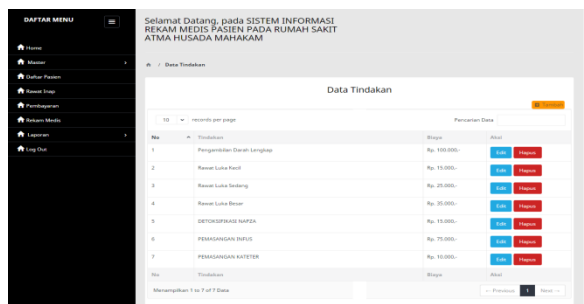 DAFTAR MENU
Home
Master
Daftar Pasien
Rawat Inap
Pembayaran
Rekam Medis
Laporan
Log Out
Selamat Datang, pada SISTEM INFORMASI
REKAM MEDIS PASIEN PADA RUMAH SAKIT
ATMA HUSADA MAHAKAM
/ Data Tindakan
Data Tindakan
Tambah
10 records per page
Pencarian Data
No Tindakan Biaya Aksi
1 Pengambilan Darah Lengkap Rp. 100.000,- Edit Hapus
2 Rawat Luka Kecil Rp. 15.000,- Edit Hapus
3 Rawat Luka Sedang Rp. 25.000,- Edit Hapus
4 Rawat Luka Besar Rp. 35.000,- Edit Hapus
5 DETOKSIFIKASI NAPZA Rp. 15.000,- Edit Hapus
6 PEMASANGAN INFUS Rp. 75.000,- Edit Hapus
7 PEMASANGAN KATETER Rp. 10.000,- Edit Hapus
No Tindakan Biaya Aksi
Menampilkan 1 to 7 of 7 Data
← Previous 1 Next →